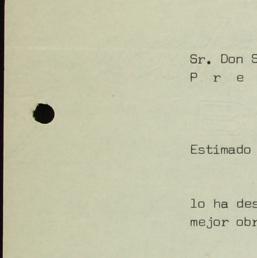 Sr. Don S
P r e
Estimado
lo ha des
mejor obr